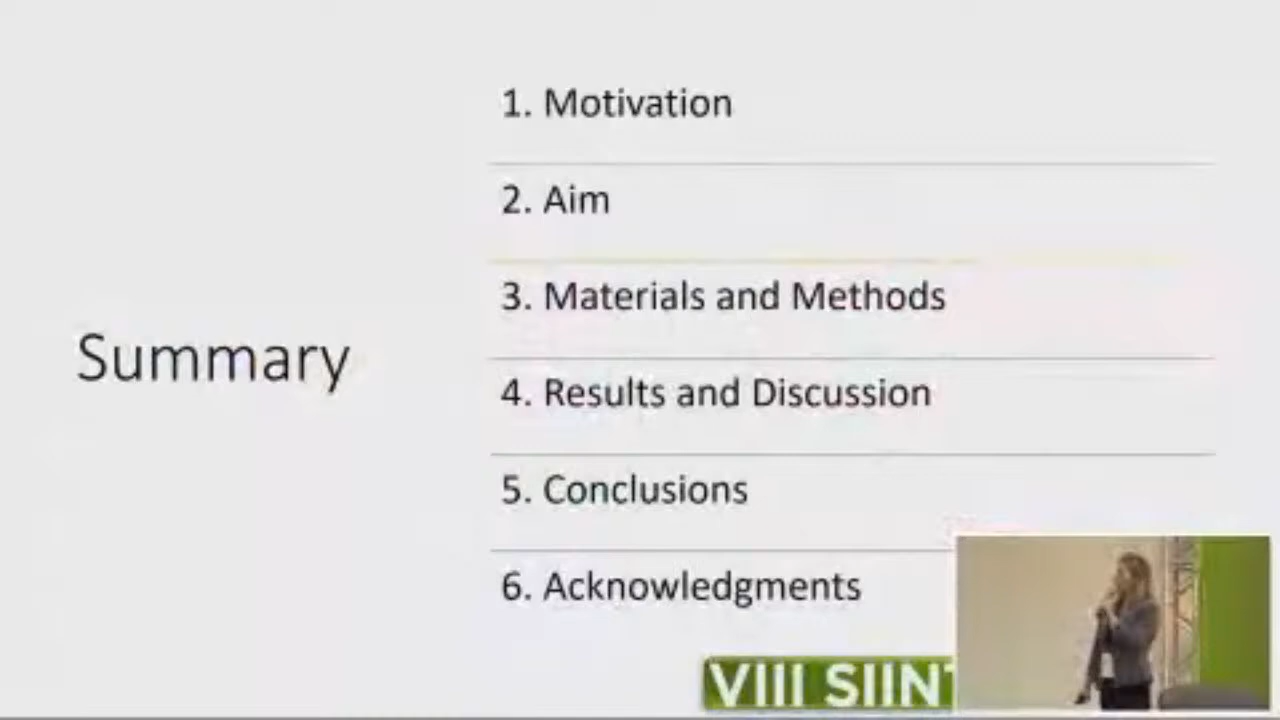 Summary
1. Motivation
2. Aim
3. Materials and Methods
4. Results and Discussion
5. Conclusions
6. Acknowledgments
VIII SIINT